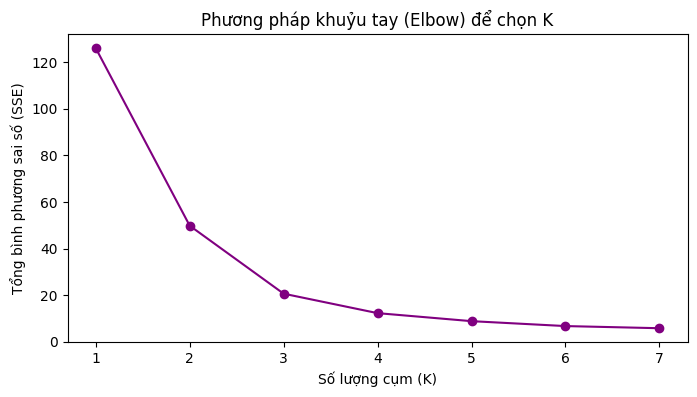 Phương pháp khuỷu tay (Elbow) để chọn K
Tổng bình phương sai số (SSE)
120
100
80
60
40
20
0
1 2 3 4 5 6 7
Số lượng cụm (K)